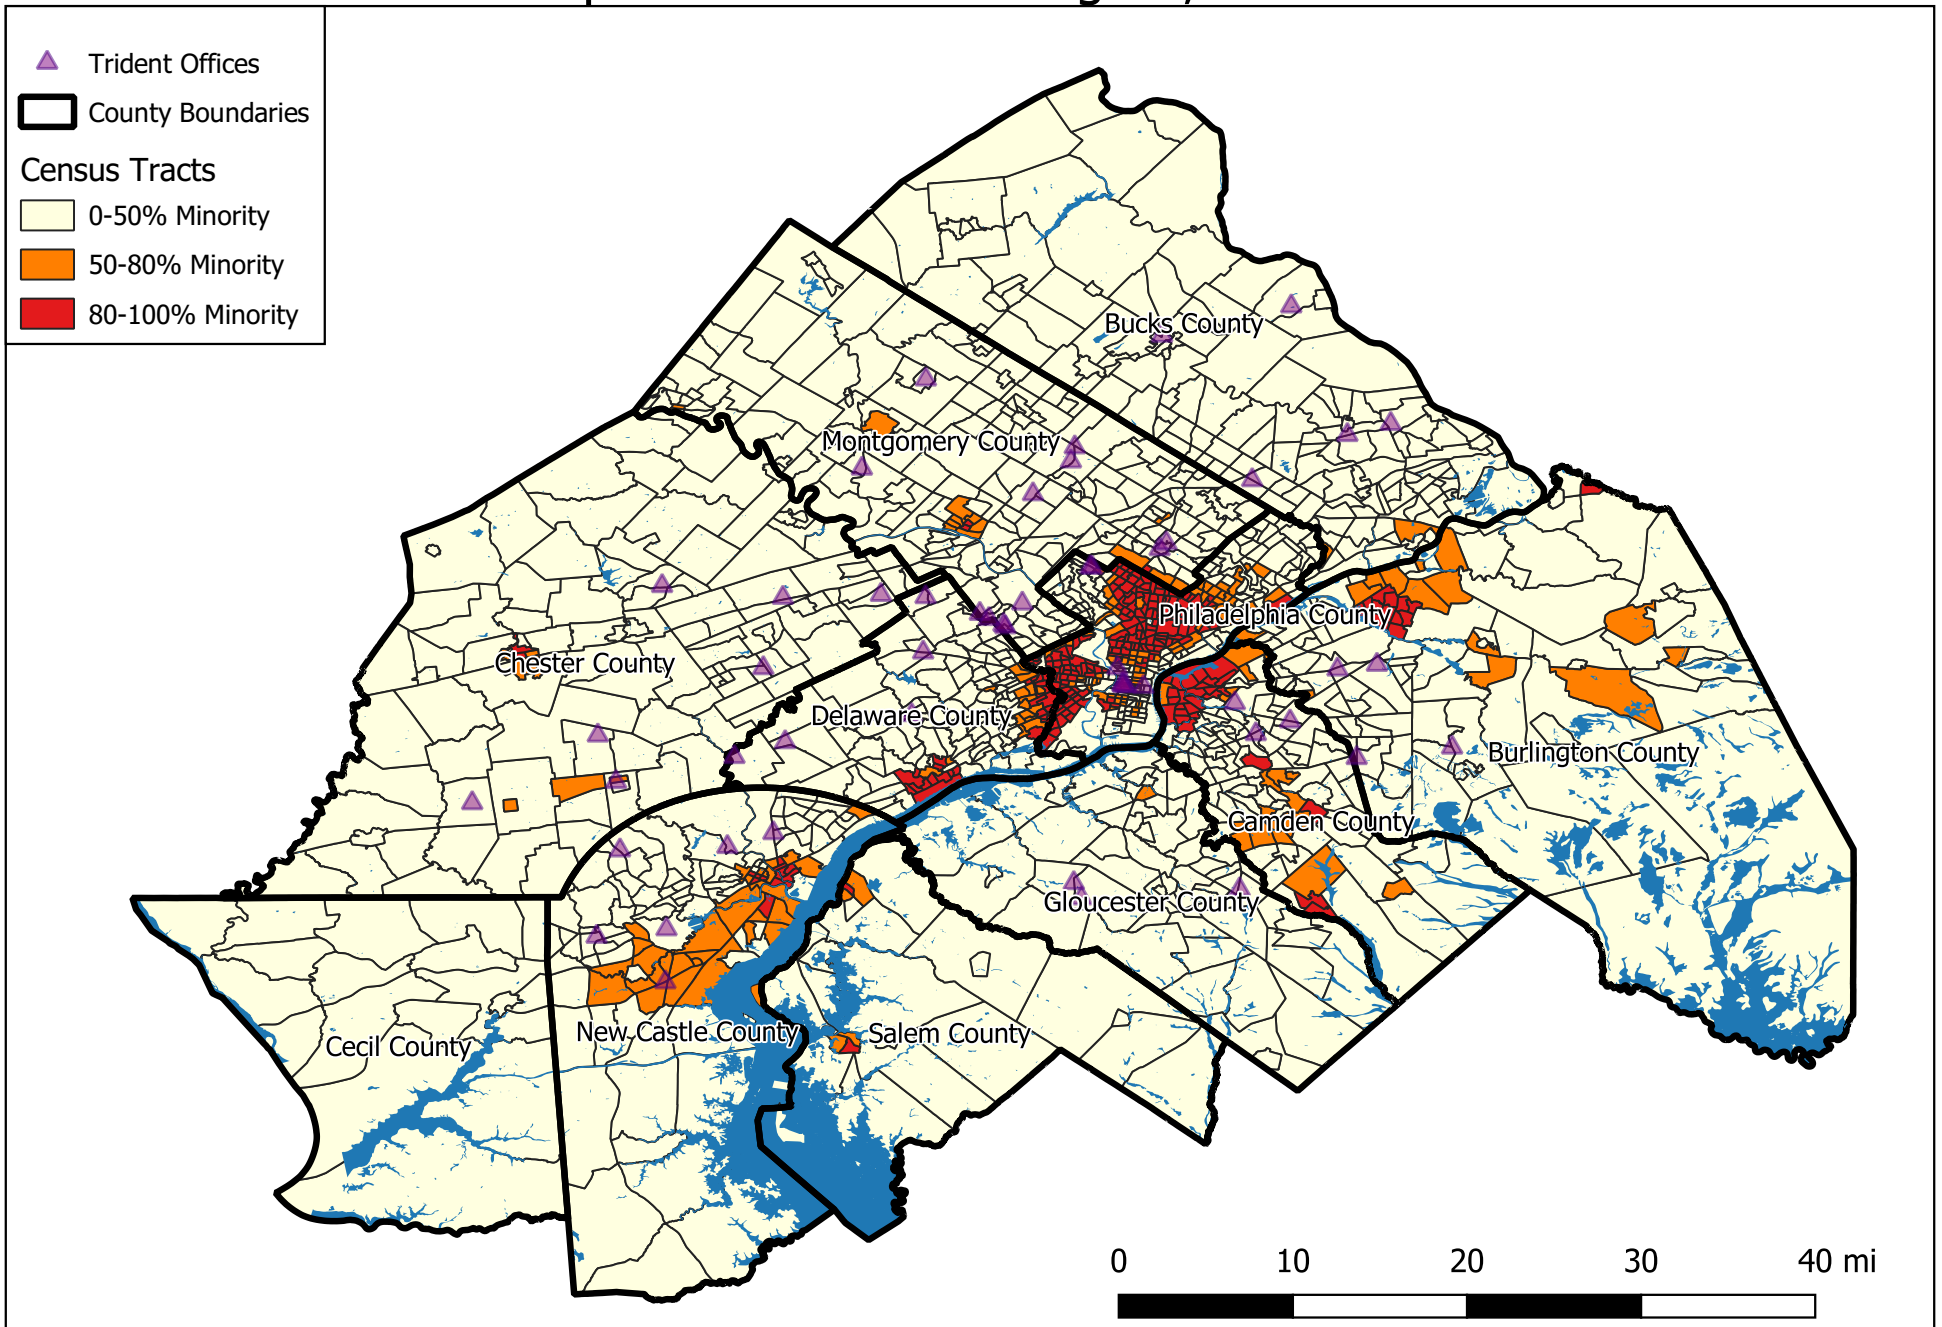 Trident Offices
County Boundaries
Census Tracts
0-50% Minority
50-80% Minority
80-100% Minority
Bucks County
Montgomery County
Philadelphia County
Chester County
Delaware County
Burlington County
Camden County
Gloucester County
New Castle County
Salem County
Cecil County
0 10 20 30 40 mi